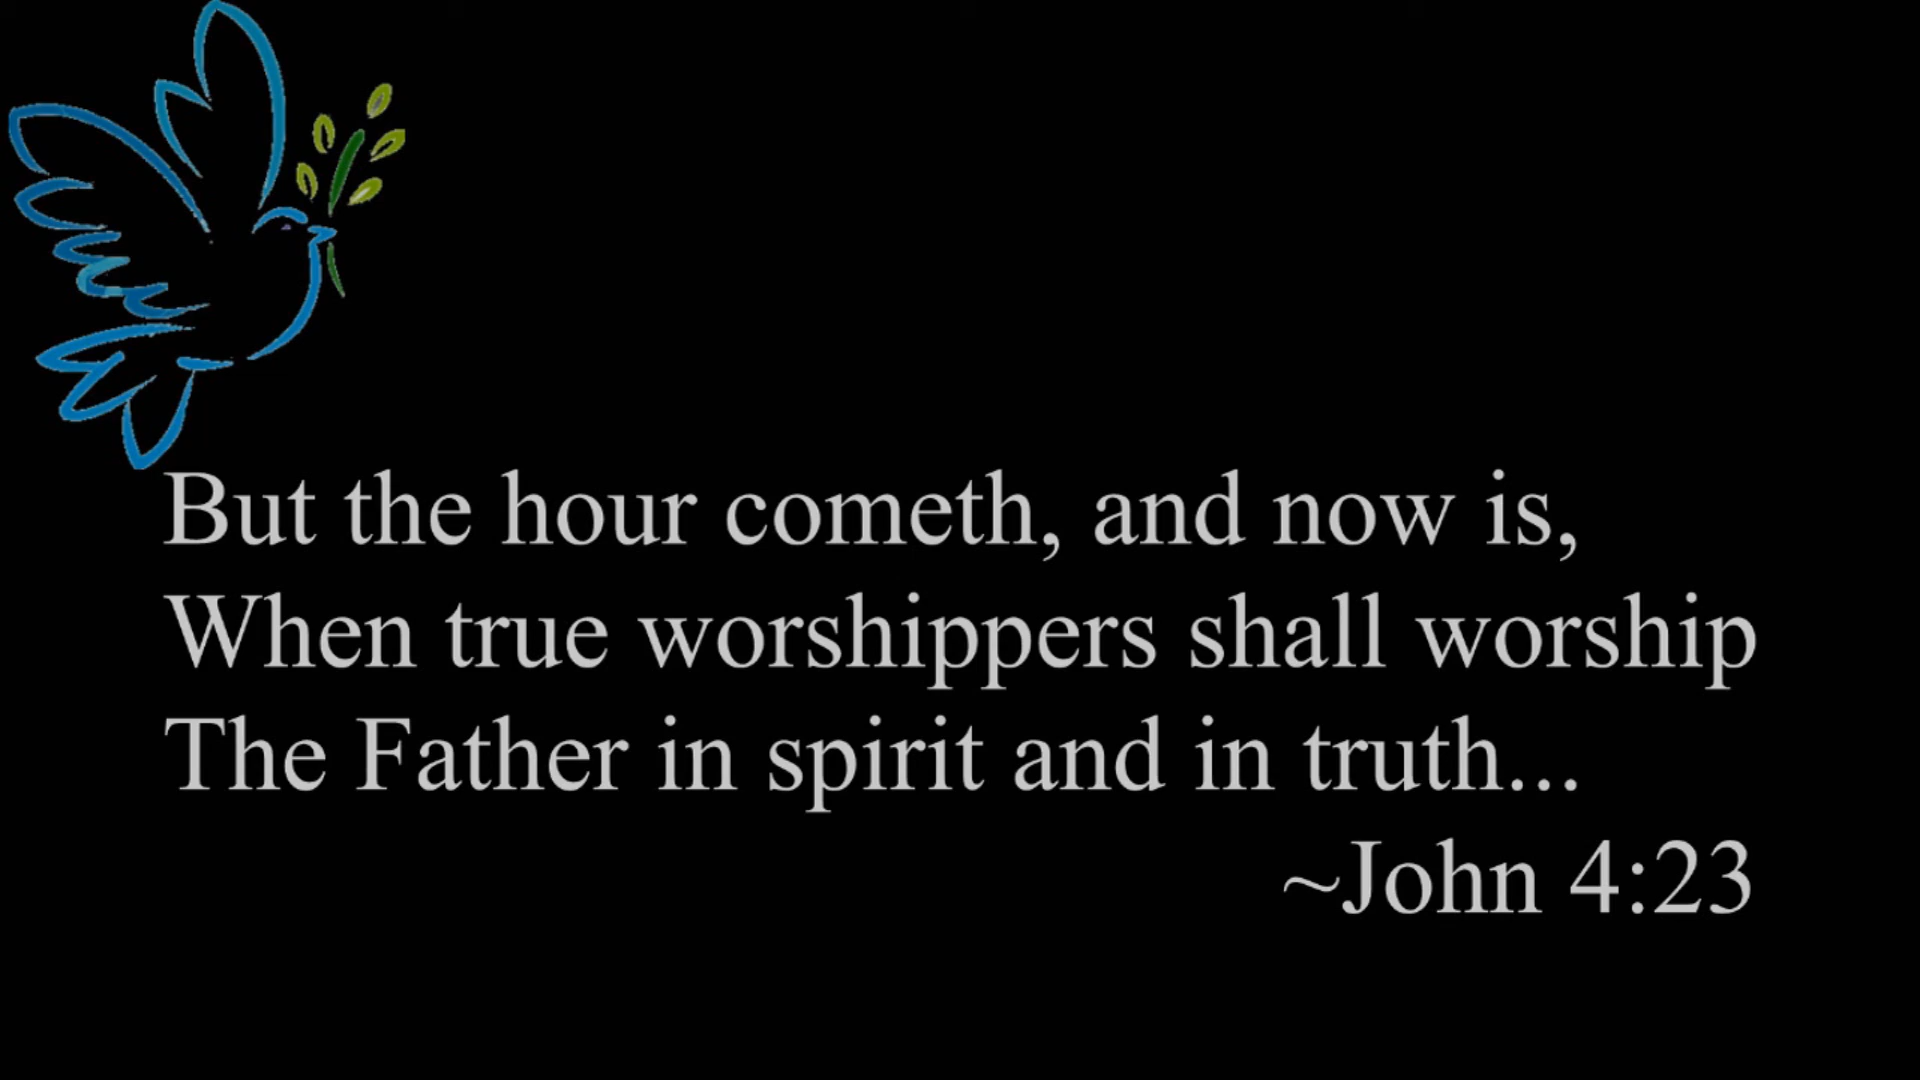 But the hour cometh, and now is,
When true worshippers shall worship
The Father in spirit and in truth...
~John 4:23